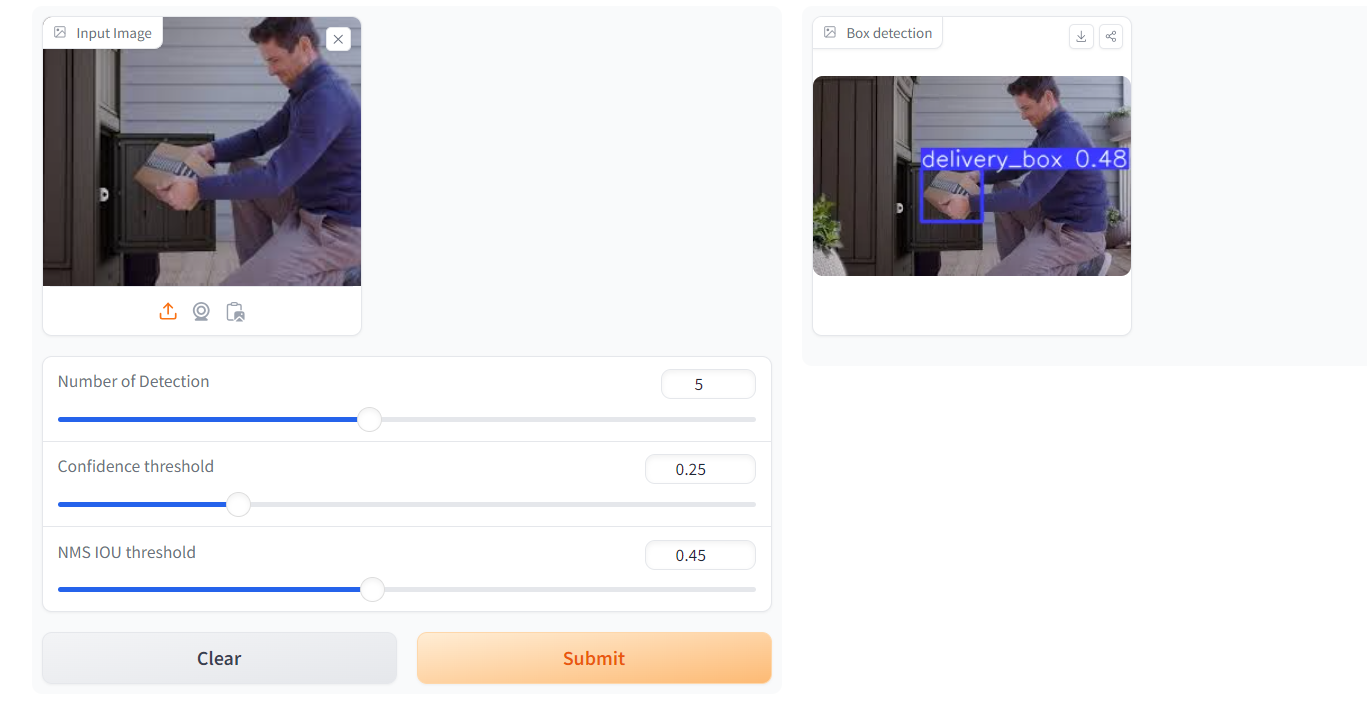 Input Image
Box detection
delivery_box 0.48
Number of Detection
5
Confidence threshold
0.25
NMS IOU threshold
0.45
Clear
Submit